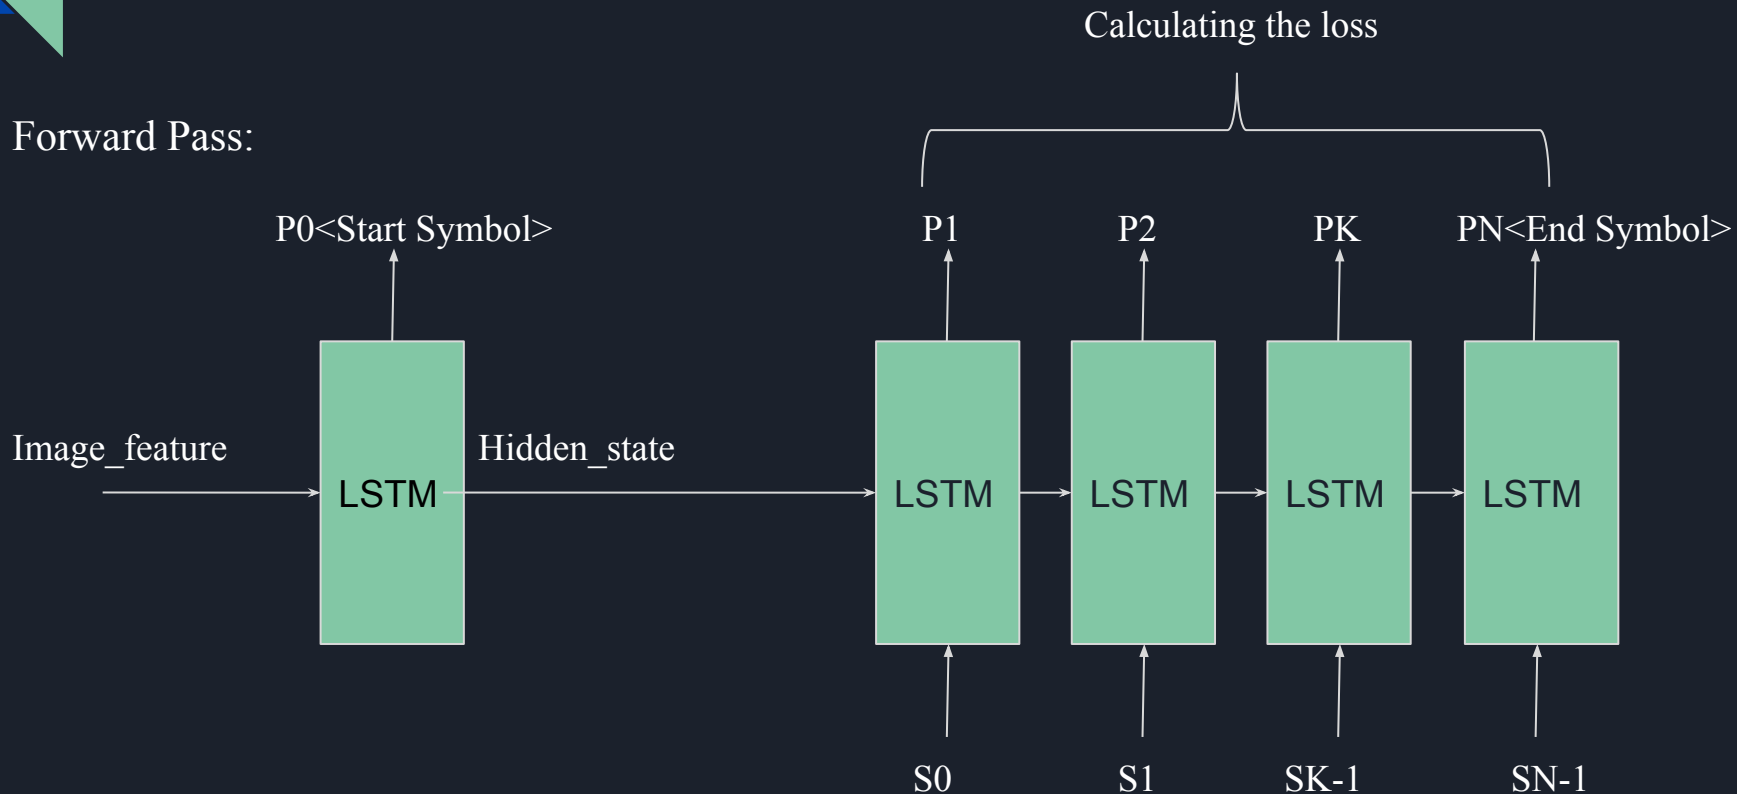 Calculating the loss
Forward Pass:
P0<Start Symbol>
P1
P2
PK
PN<End Symbol>
Image_feature
Hidden_state
LSTM
LSTM
LSTM
LSTM
LSTM
S0
S1
SK-1
SN-1